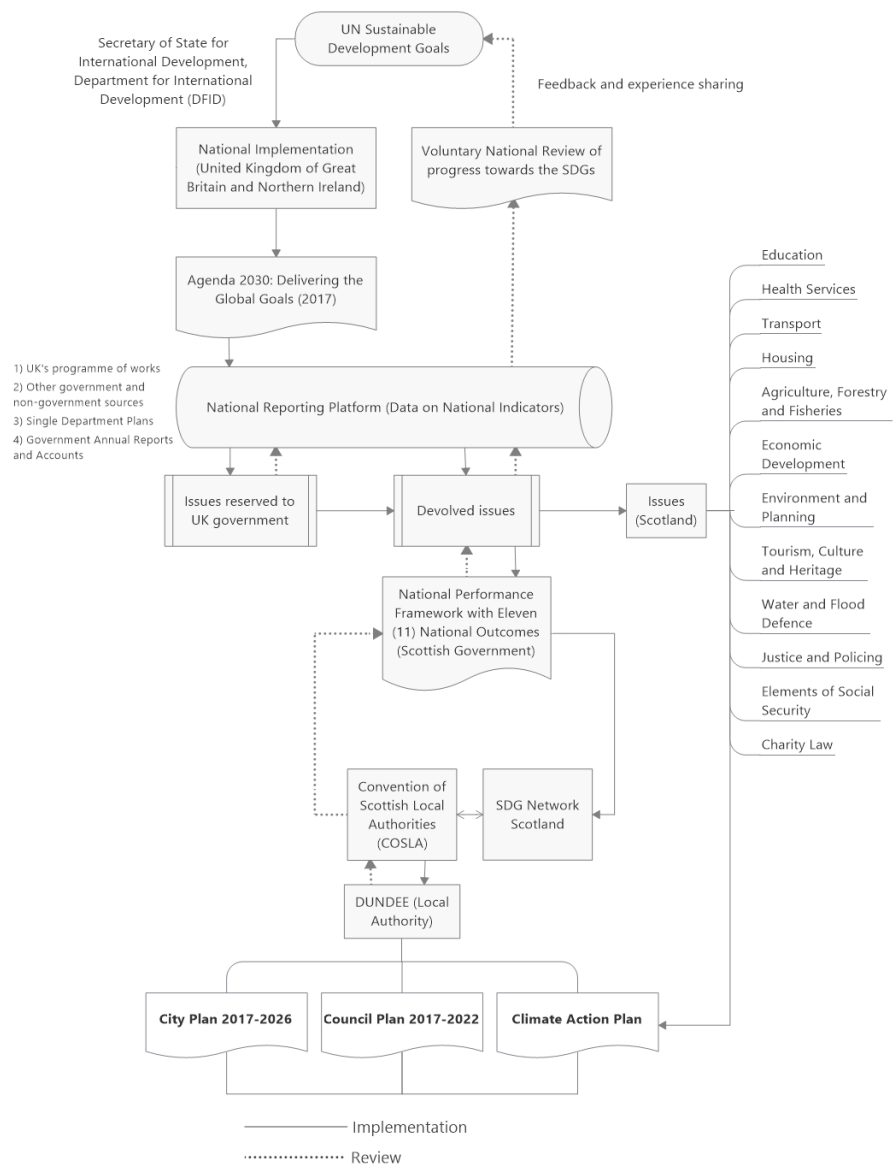 UN Sustainable
Development Goals
Secretary of State for
International Development,
Department for International
Development (DFID)
Feedback and experience sharing
National Implementation
(United Kingdom of Great
Britain and Northern Ireland)
Voluntary National Review of
progress towards the SDGs
Agenda 2030: Delivering the
Global Goals (2017)
1) UK's programme of works
2) Other government and
non-government sources
3) Single Department Plans
4) Government Annual Reports
and Accounts
National Reporting Platform (Data on National Indicators)
Issues reserved to
UK government
Devolved issues
Issues
(Scotland)
Education
Health Services
Transport
Housing
Agriculture, Forestry
and Fisheries
Economic
Development
Environment and
Planning
Tourism, Culture
and Heritage
Water and Flood
Defence
Justice and Policing
Elements of Social
Security
Charity Law
National Performance
Framework with Eleven
(11) National Outcomes
(Scottish Government)
Convention of
Scottish Local
Authorities
(COSLA)
SDG Network
Scotland
DUNDEE (Local
Authority)
City Plan 2017-2026
Council Plan 2017-2022
Climate Action Plan
Implementation
Review